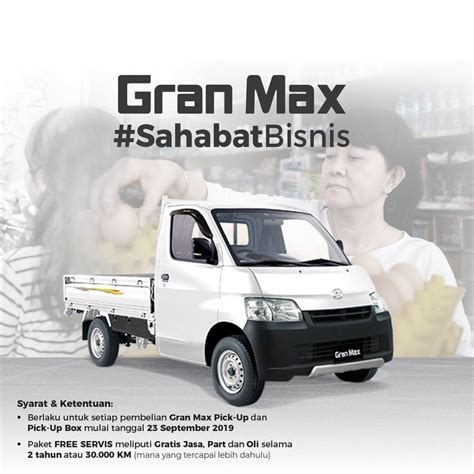 Gran Max
#SahabatBisnis
Gran Max
Syarat & Ketentuan:
• Berlaku untuk setiap pembelian Gran Max Pick-Up dan
Pick-Up Box mulai tanggal 23 September 2019
• Paket FREE SERVIS meliputi Gratis Jasa, Part dan Oli selama
2 tahun atau 30.000 KM (mana yang tercapai lebih dahulu)